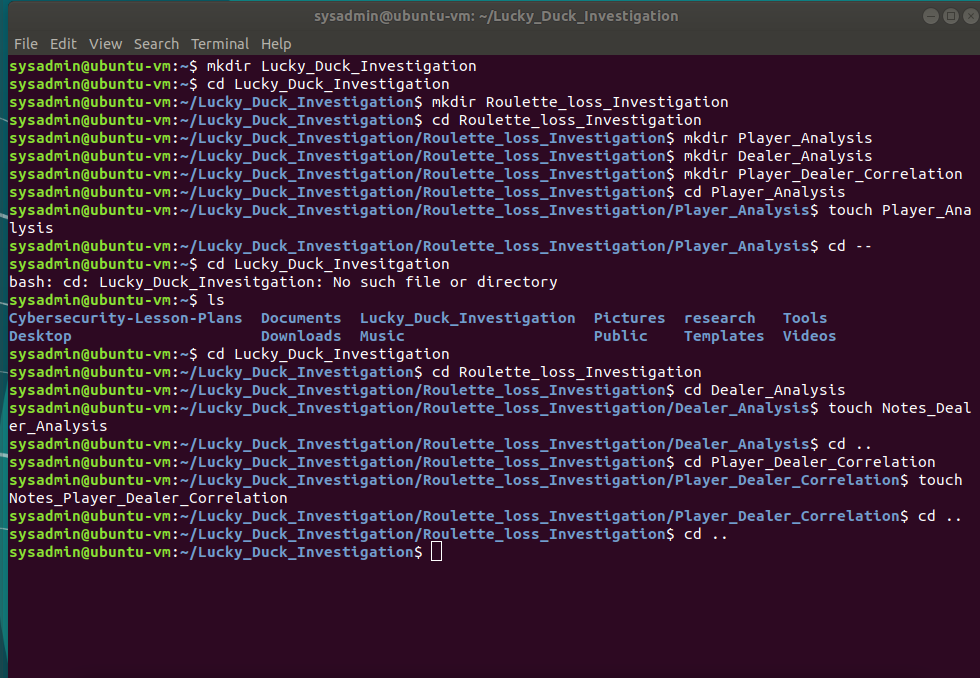 sysadmin@ubuntu-vm: ~/Lucky_Duck_Investigation
File Edit View Search Terminal Help
sysadmin@ubuntu-vm:~$ mkdir Lucky_Duck_Investigation
sysadmin@ubuntu-vm:~$ cd Lucky_Duck_Investigation
sysadmin@ubuntu-vm:~/Lucky_Duck_Investigation$ mkdir Roulette_loss_Investigation
sysadmin@ubuntu-vm:~/Lucky_Duck_Investigation$ cd Roulette_loss_Investigation
sysadmin@ubuntu-vm:~/Lucky_Duck_Investigation/Roulette_loss_Investigation$ mkdir Player_Analysis
sysadmin@ubuntu-vm:~/Lucky_Duck_Investigation/Roulette_loss_Investigation$ mkdir Dealer_Analysis
sysadmin@ubuntu-vm:~/Lucky_Duck_Investigation/Roulette_loss_Investigation$ mkdir Player_Dealer_Correlation
sysadmin@ubuntu-vm:~/Lucky_Duck_Investigation/Roulette_loss_Investigation$ cd Player_Analysis
sysadmin@ubuntu-vm:~/Lucky_Duck_Investigation/Roulette_loss_Investigation/Player_Analysis$ touch Player_Ana
lysis
sysadmin@ubuntu-vm:~/Lucky_Duck_Investigation/Roulette_loss_Investigation/Player_Analysis$ cd --
sysadmin@ubuntu-vm:~$ cd Lucky_Duck_Invesitgation
bash: cd: Lucky_Duck_Invesitgation: No such file or directory
sysadmin@ubuntu-vm:~$ ls
Cybersecurity-Lesson-Plans Documents Lucky_Duck_Investigation Pictures research Tools
Desktop Downloads Music Public Templates Videos
sysadmin@ubuntu-vm:~$ cd Lucky_Duck_Investigation
sysadmin@ubuntu-vm:~/Lucky_Duck_Investigation$ cd Roulette_loss_Investigation
sysadmin@ubuntu-vm:~/Lucky_Duck_Investigation/Roulette_loss_Investigation$ cd Dealer_Analysis
sysadmin@ubuntu-vm:~/Lucky_Duck_Investigation/Roulette_loss_Investigation/Dealer_Analysis$ touch Notes_Deal
er_Analysis
sysadmin@ubuntu-vm:~/Lucky_Duck_Investigation/Roulette_loss_Investigation/Dealer_Analysis$ cd ..
sysadmin@ubuntu-vm:~/Lucky_Duck_Investigation/Roulette_loss_Investigation$ cd Player_Dealer_Correlation
sysadmin@ubuntu-vm:~/Lucky_Duck_Investigation/Roulette_loss_Investigation/Player_Dealer_Correlation$ touch
Notes_Player_Dealer_Correlation
sysadmin@ubuntu-vm:~/Lucky_Duck_Investigation/Roulette_loss_Investigation/Player_Dealer_Correlation$ cd ..
sysadmin@ubuntu-vm:~/Lucky_Duck_Investigation/Roulette_loss_Investigation$ cd ..
sysadmin@ubuntu-vm:~/Lucky_Duck_Investigation$